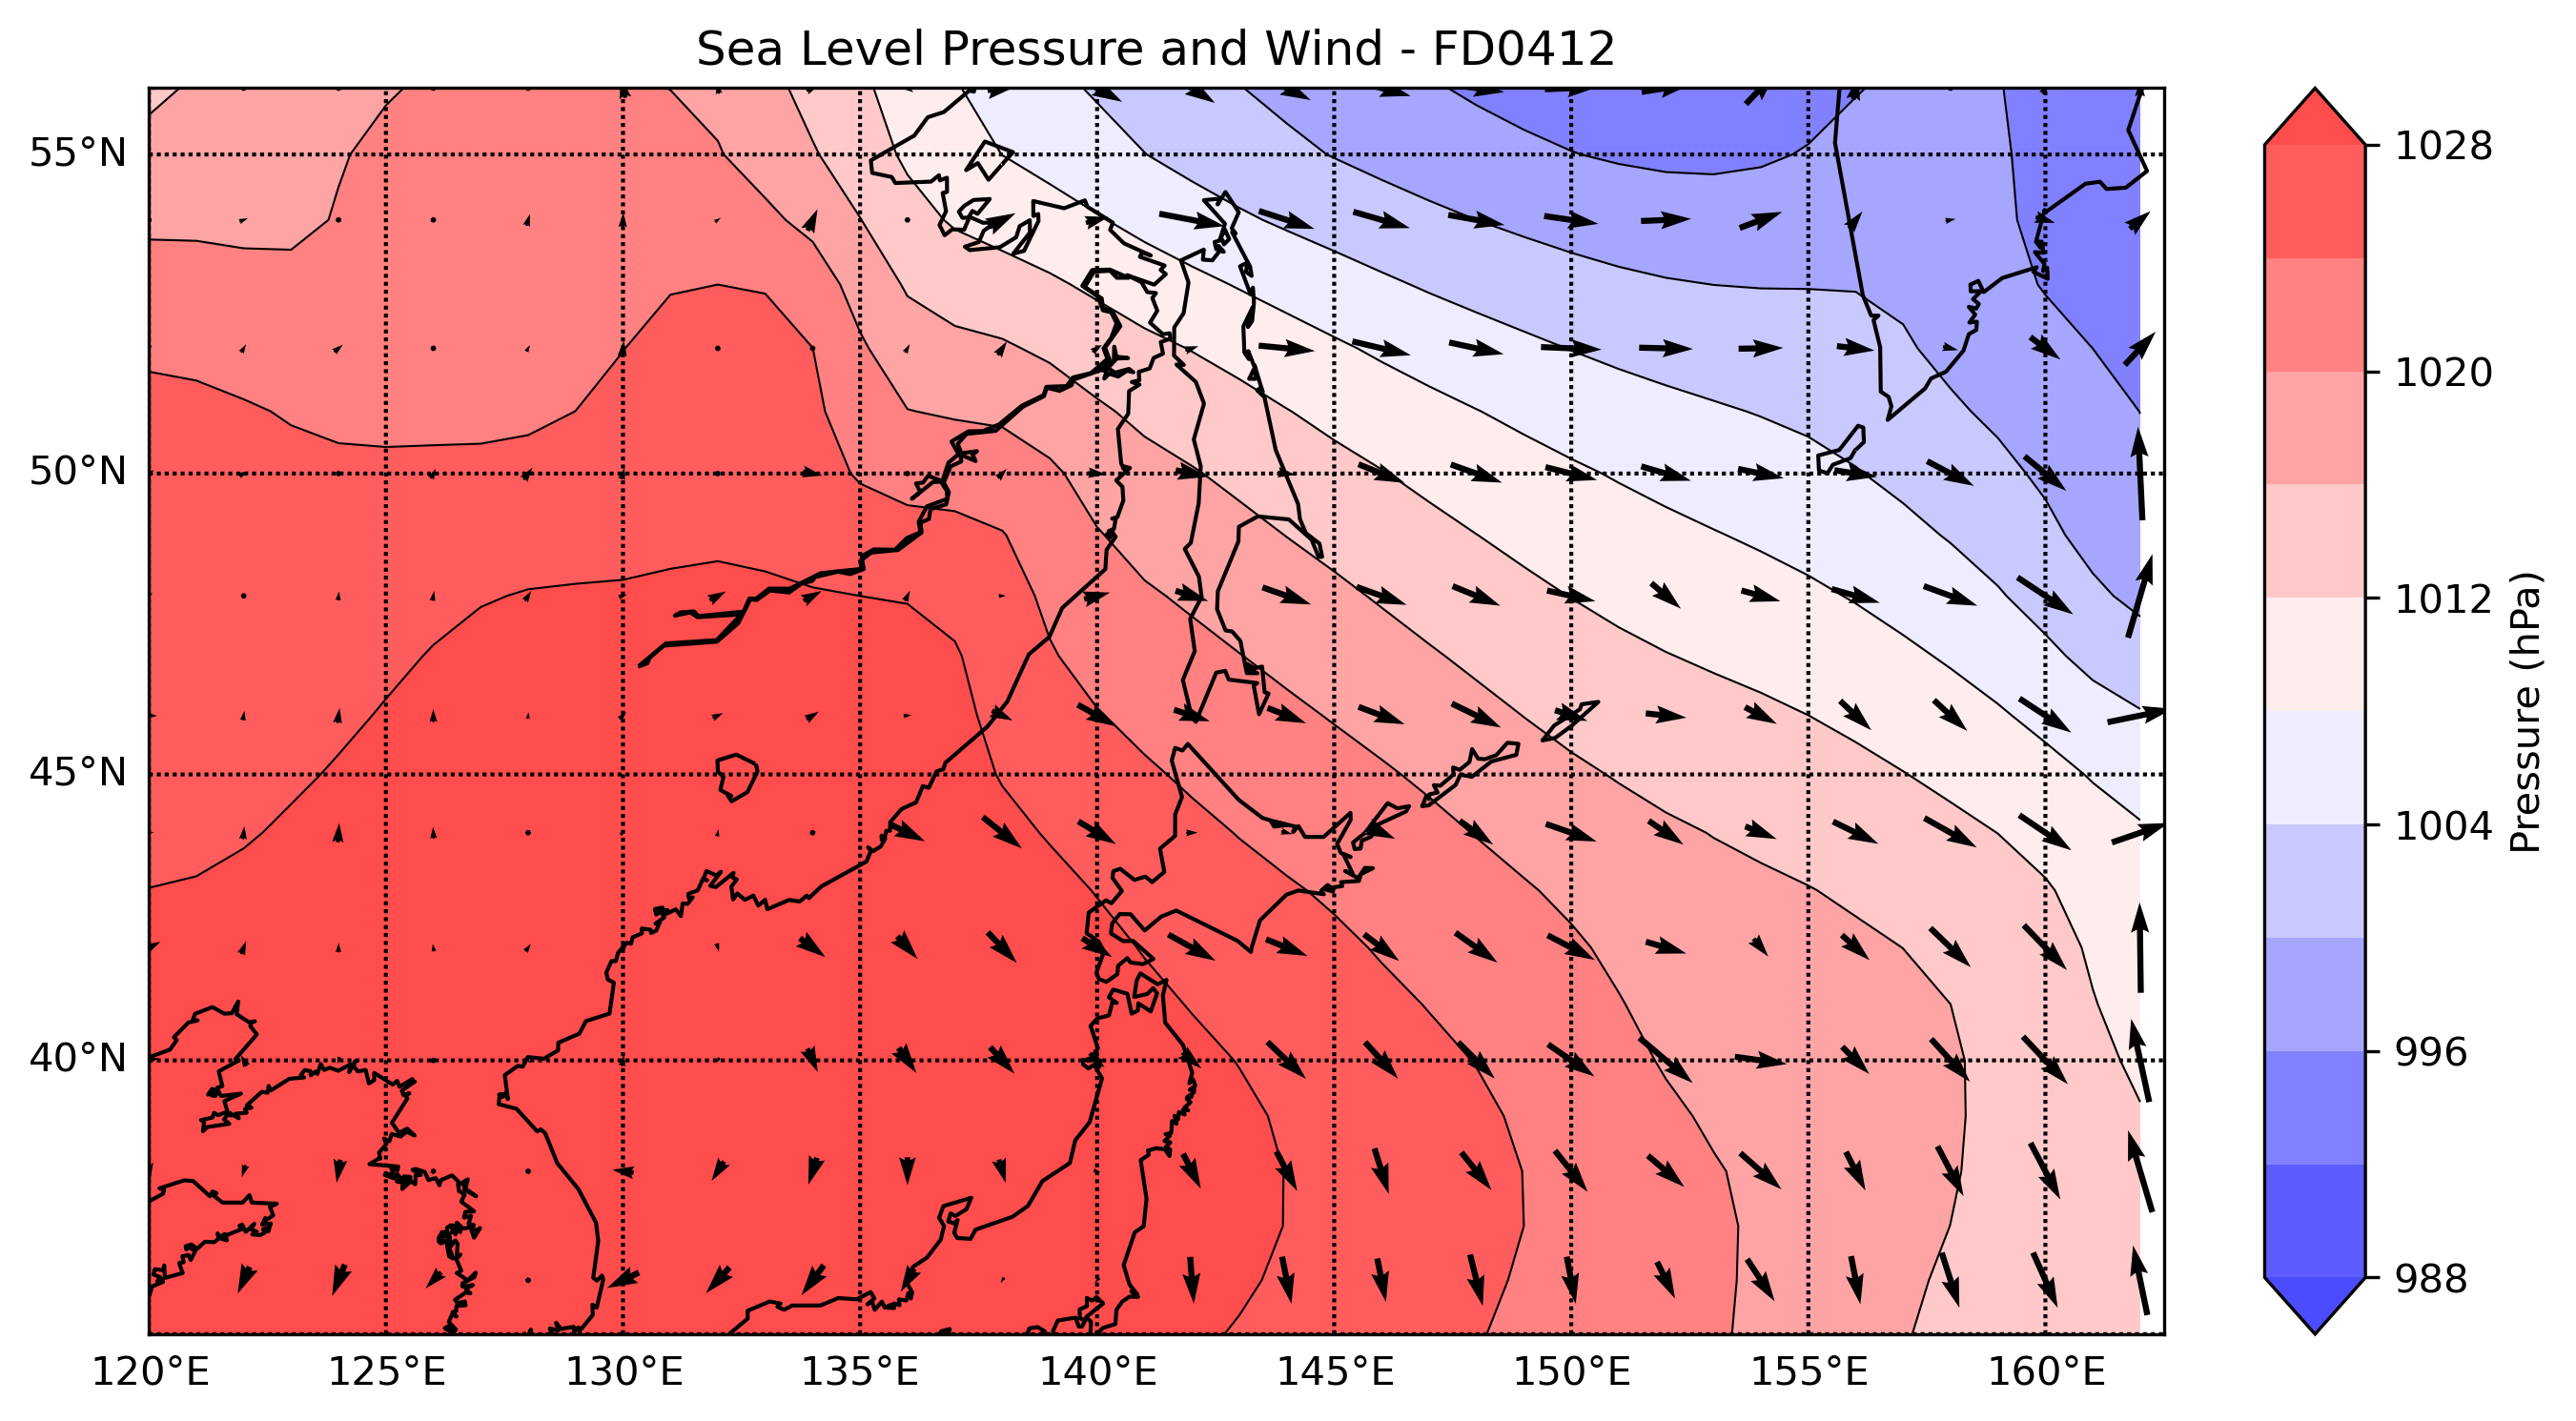 Sea Level Pressure and Wind - FD0412
55°N
50°N
45°N
40°N
120°E 125°E 130°E 135°E 140°E 145°E 150°E 155°E 160°E
1028
1020
1012
1004
996
988
Pressure (hPa)